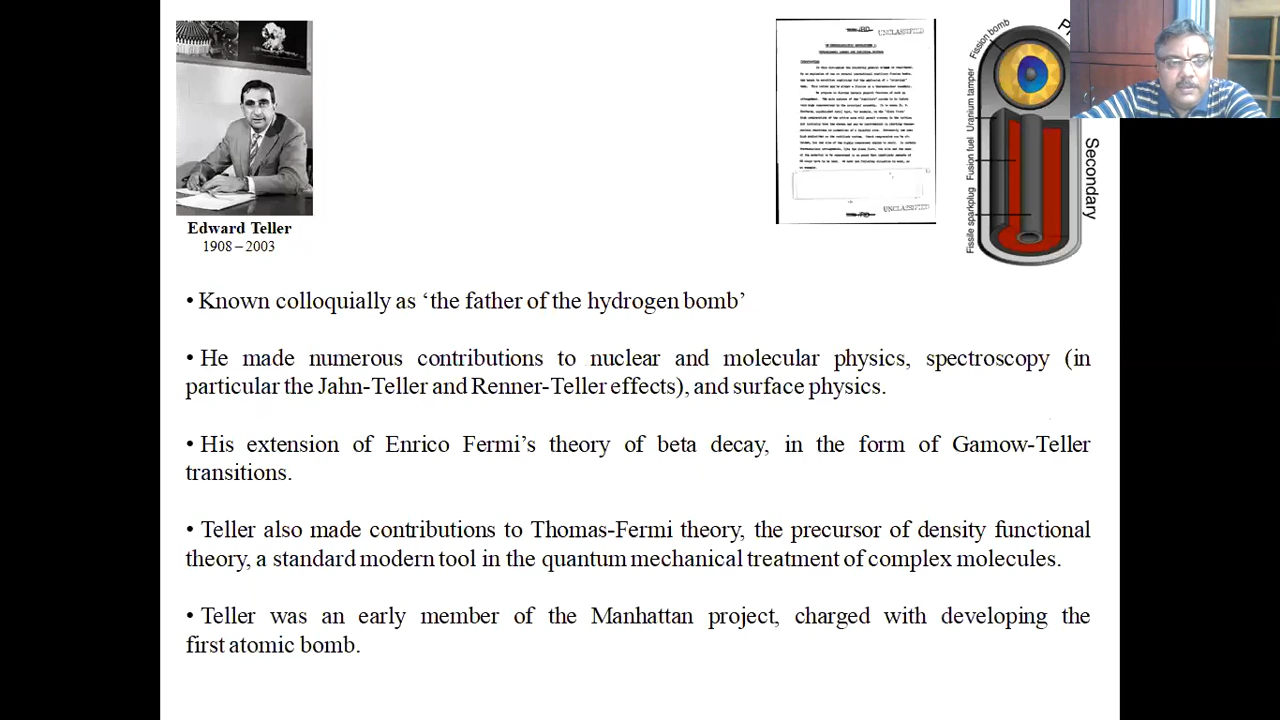 UNCLASSIFIED
UNCLASSIFIED
Fission bomb
Uranium tamper
Fusion fuel
Fissile sparkplug
Secondary
Edward Teller
1908 – 2003
• Known colloquially as ‘the father of the hydrogen bomb’
• He made numerous contributions to nuclear and molecular physics, spectroscopy (in
particular the Jahn-Teller and Renner-Teller effects), and surface physics.
• His extension of Enrico Fermi’s theory of beta decay, in the form of Gamow-Teller
transitions.
• Teller also made contributions to Thomas-Fermi theory, the precursor of density functional
theory, a standard modern tool in the quantum mechanical treatment of complex molecules.
• Teller was an early member of the Manhattan project, charged with developing the
first atomic bomb.